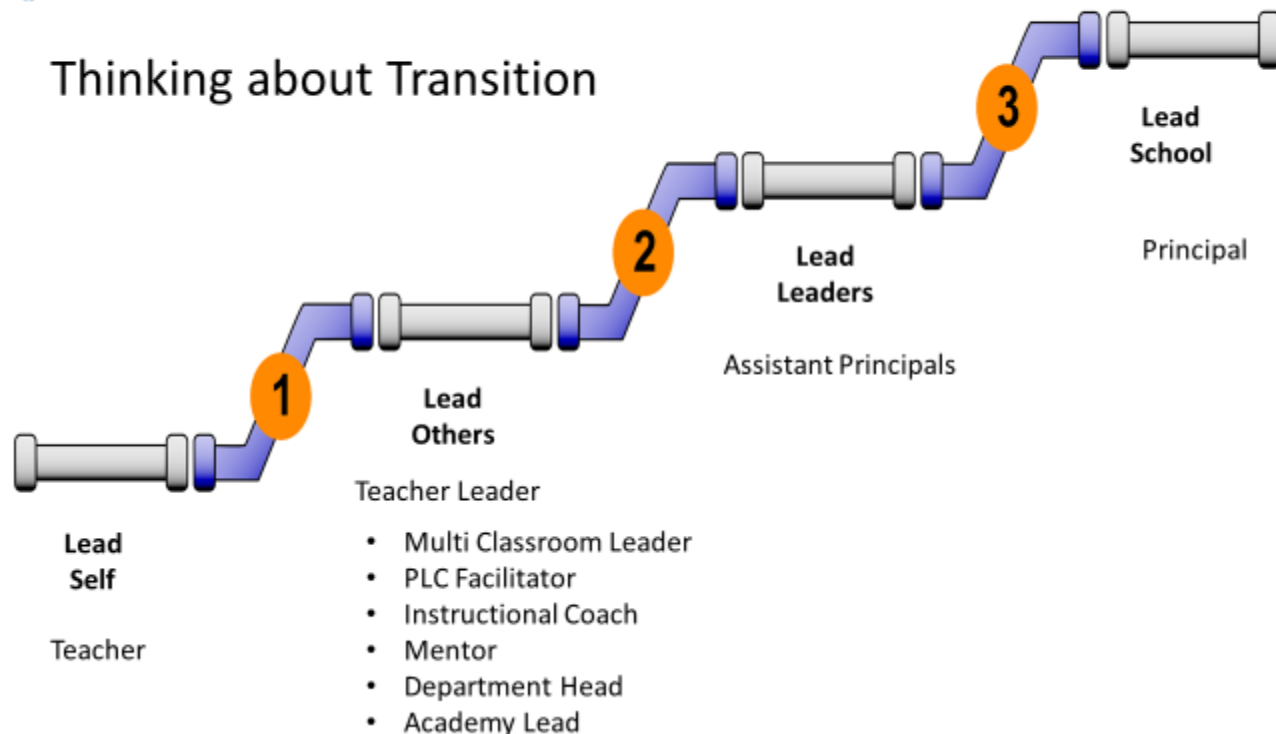 Thinking about Transition
1
2
3
Lead
Self
Teacher
Lead
Others
Teacher Leader
• Multi Classroom Leader
• PLC Facilitator
• Instructional Coach
• Mentor
• Department Head
• Academy Lead
Lead
Leaders
Assistant Principals
Lead
School
Principal